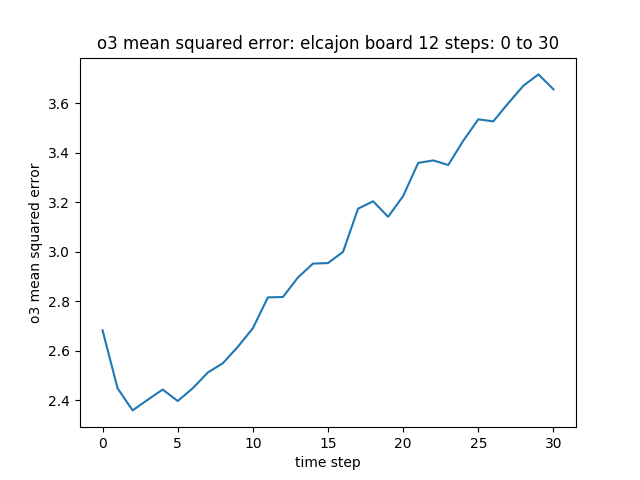 o3 mean squared error: elcajon board 12 steps: 0 to 30
3.6
3.4
3.2
3.0
2.8
2.6
2.4
o3 mean squared error
0 5 10 15 20 25 30
time step